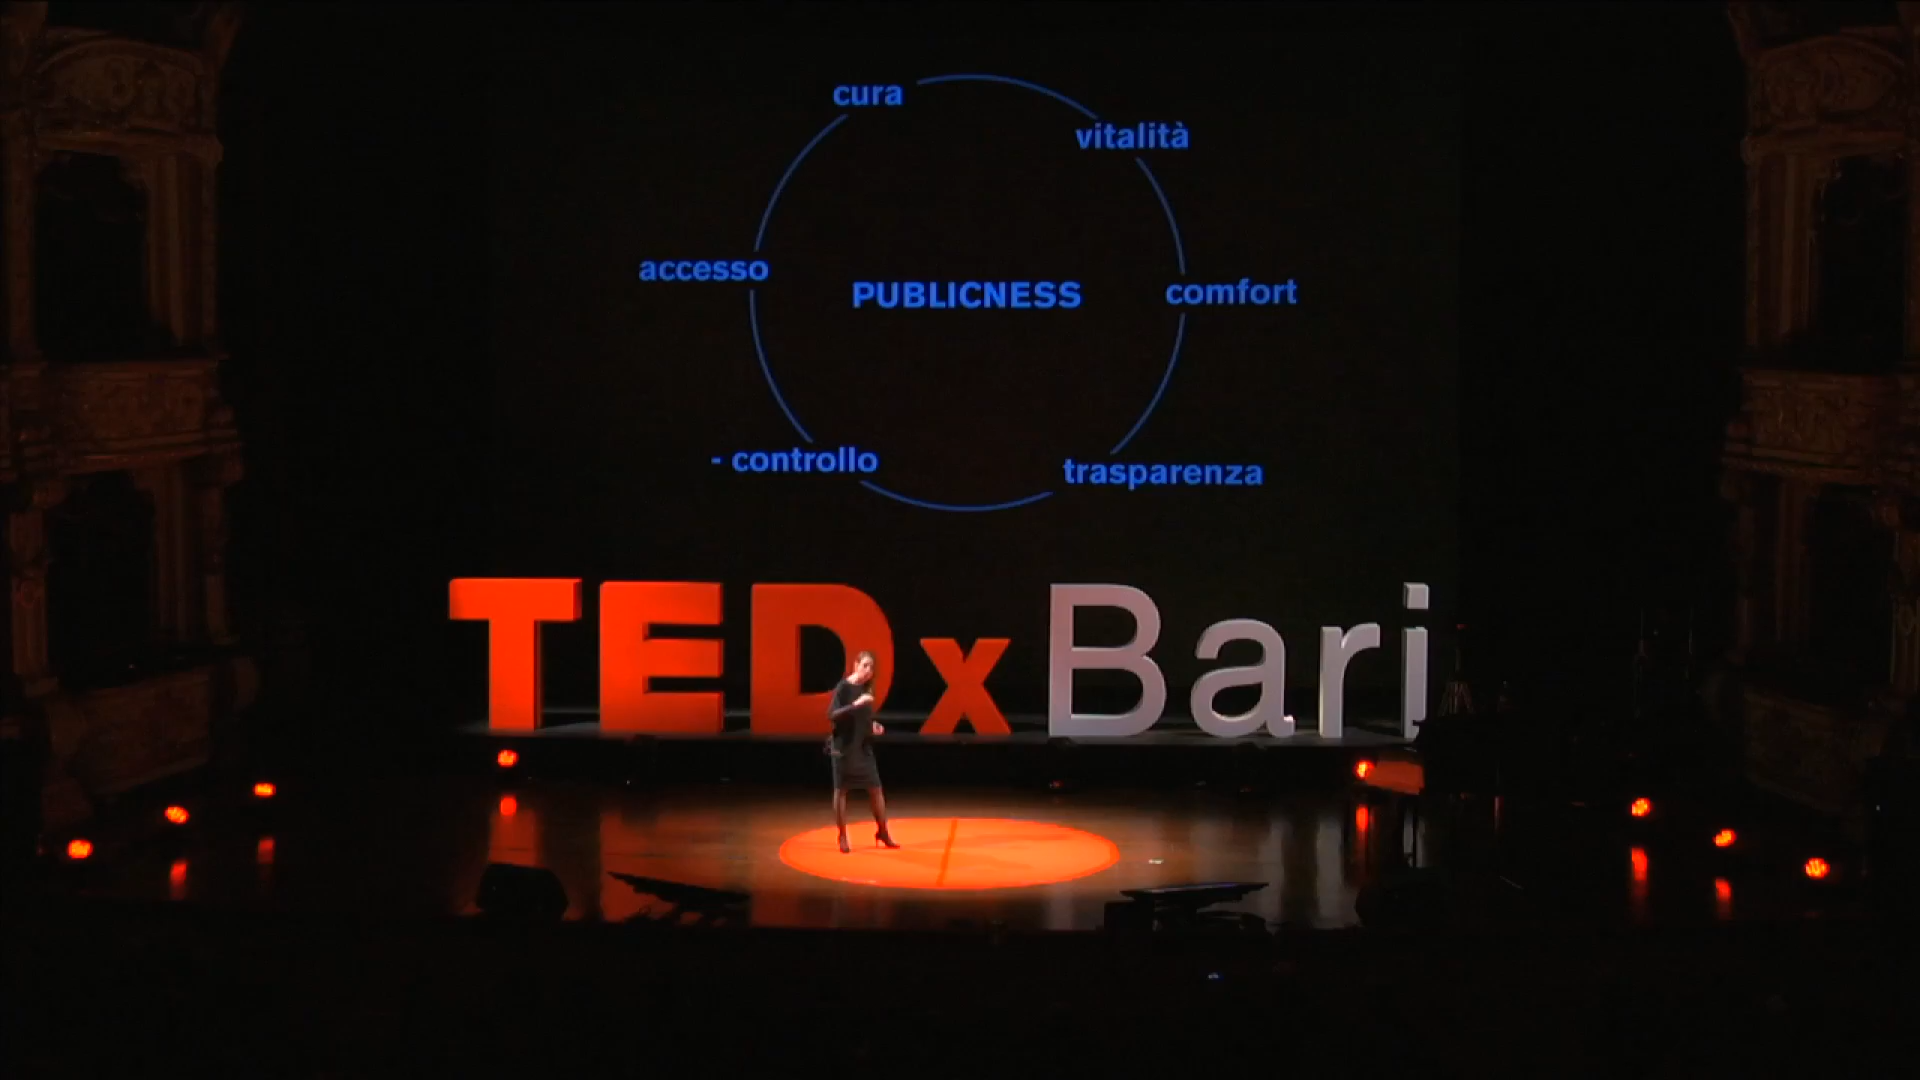 cura
vitalità
accesso
PUBLICNESS
comfort
- controllo
trasparenza
TEDxBari